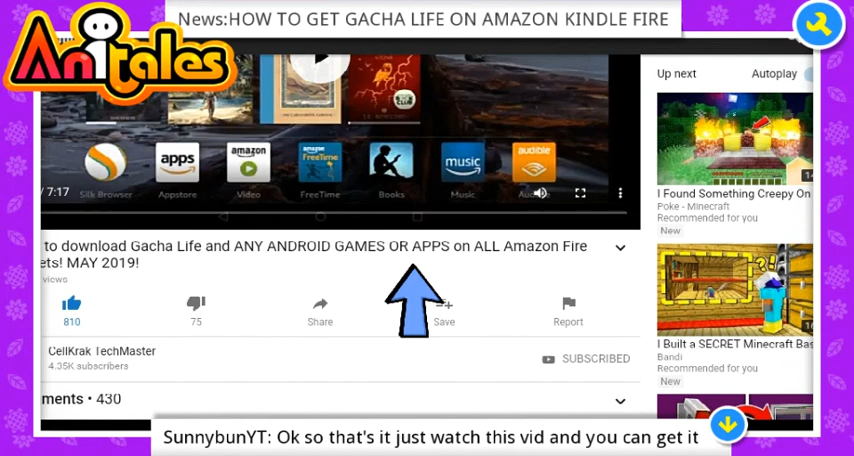 News:HOW TO GET GACHA LIFE ON AMAZON KINDLE FIRE
Anitales
Up next Autoplay
BOOK CLUB
apps
amazon
amazon FreeTime
kindle
music
audible
Silk Browser Appstore Video FreeTime Books Music
/ 7:17
I Found Something Creepy On
Poke - Minecraft
Recommended for you
New
to download Gacha Life and ANY ANDROID GAMES OR APPS on ALL Amazon Fire
ets! MAY 2019!
views
810 75 Share Save Report
CellKrak TechMaster
4.35K subscribers
SUBSCRIBED
?!
I Built a SECRET Minecraft Bas
Bandi
Recommended for you
New
ments • 430
SunnybunYT: Ok so that's it just watch this vid and you can get it